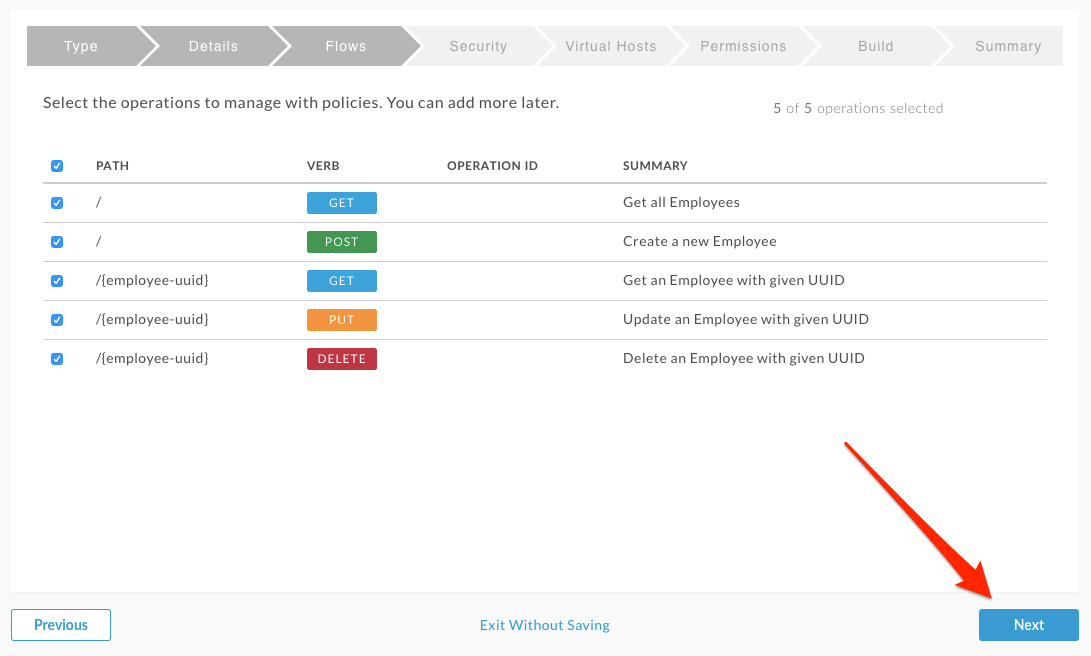 Type Details Flows Security Virtual Hosts Permissions Build Summary
Select the operations to manage with policies. You can add more later.
5 of 5 operations selected
PATH VERB OPERATION ID SUMMARY
/ GET Get all Employees
/ POST Create a new Employee
/{employee-uuid} GET Get an Employee with given UUID
/{employee-uuid} PUT Update an Employee with given UUID
/{employee-uuid} DELETE Delete an Employee with given UUID
Previous Exit Without Saving Next